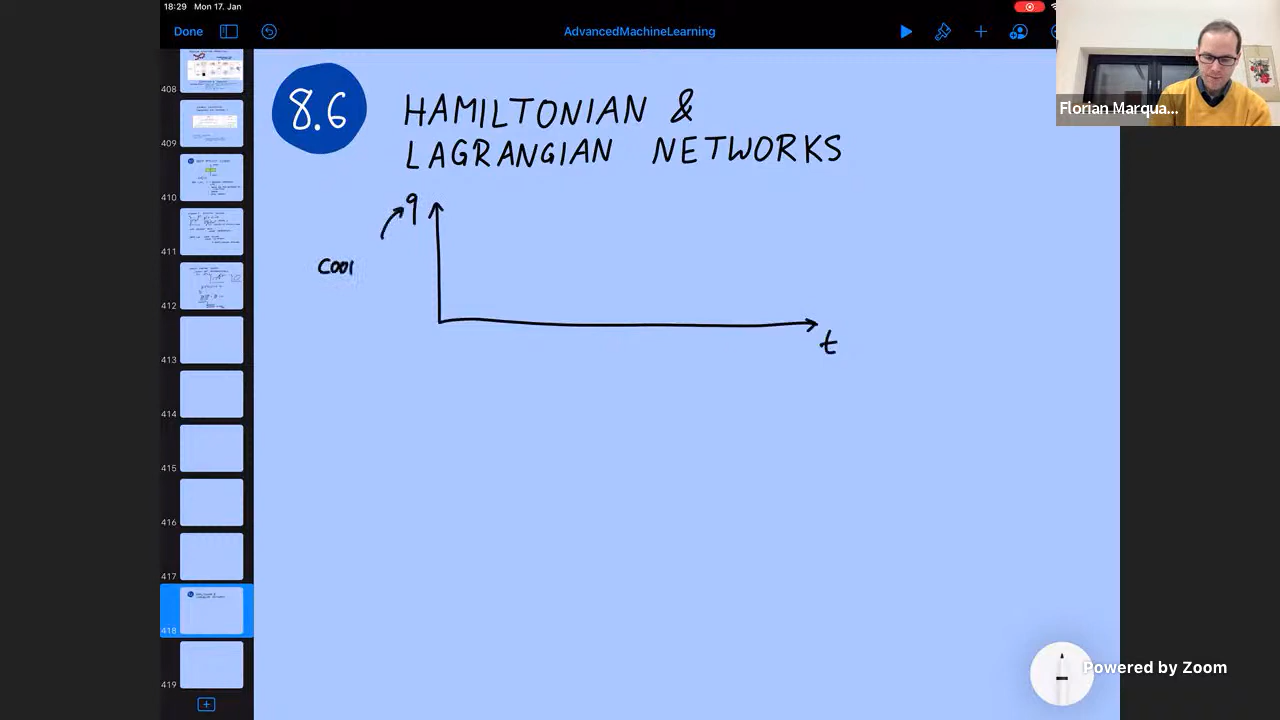 18:29 Mon 17. Jan
Done
AdvancedMachineLearning
Florian Marqua...
8.6
HAMILTONIAN &
LAGRANGIAN NETWORKS
q
COOI
t
408
409
410
411
412
413
414
415
416
417
418
419
Powered by Zoom